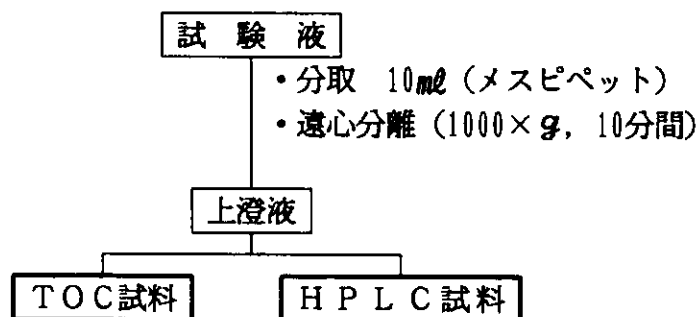 試験液
・分取 10ml (メスピペット)
・遠心分離 (1000×g, 10分間)
上澄液
TOC試料
HPLC試料